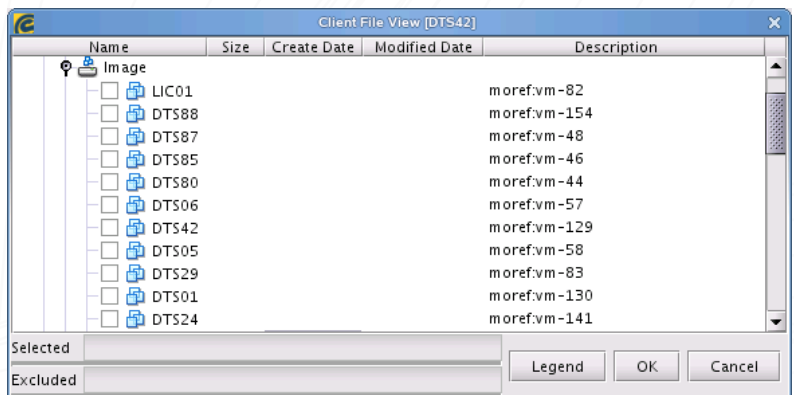 Client File View [DTS42]
Name Size Create Date Modified Date Description
Image
LIC01 moref:vm-82
DTS88 moref:vm-154
DTS87 moref:vm-48
DTS85 moref:vm-46
DTS80 moref:vm-44
DTS06 moref:vm-57
DTS42 moref:vm-129
DTS05 moref:vm-58
DTS29 moref:vm-83
DTS01 moref:vm-130
DTS24 moref:vm-141
Selected
Excluded
Legend OK Cancel